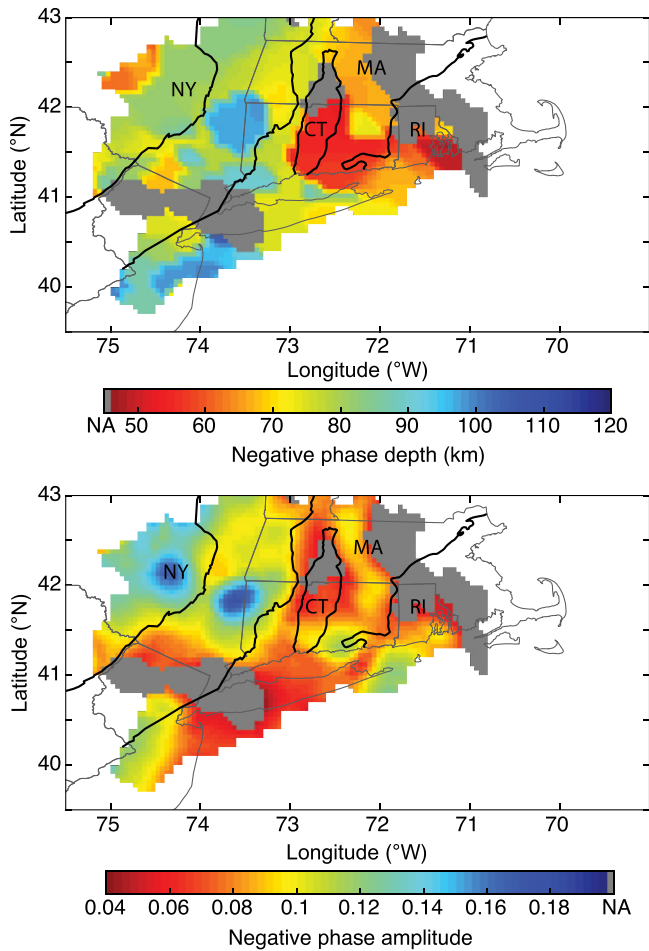 43
42
41
40
Latitude (°N)
NY
MA
CT
RI
75 74 73 72 71 70
Longitude (°W)
NA 50 60 70 80 90 100 110 120
Negative phase depth (km)
43
42
41
40
Latitude (°N)
NY
MA
CT
RI
75 74 73 72 71 70
Longitude (°W)
0.04 0.06 0.08 0.1 0.12 0.14 0.16 0.18 NA
Negative phase amplitude